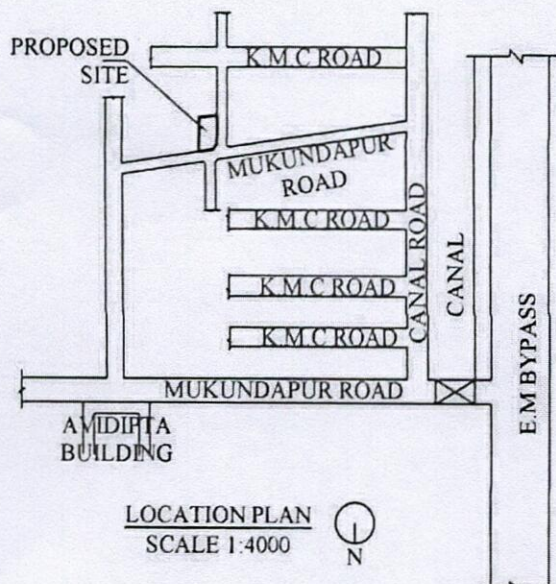 PROPOSED
SITE
K.M.C ROAD
MUKUNDAPUR
ROAD
K.M.C ROAD
K.M.C ROAD
K.M.C ROAD
CANAL ROAD
CANAL
E.M BYPASS
MUKUNDAPUR ROAD
AVIDIPTA
BUILDING
LOCATION PLAN
SCALE 1:4000
N